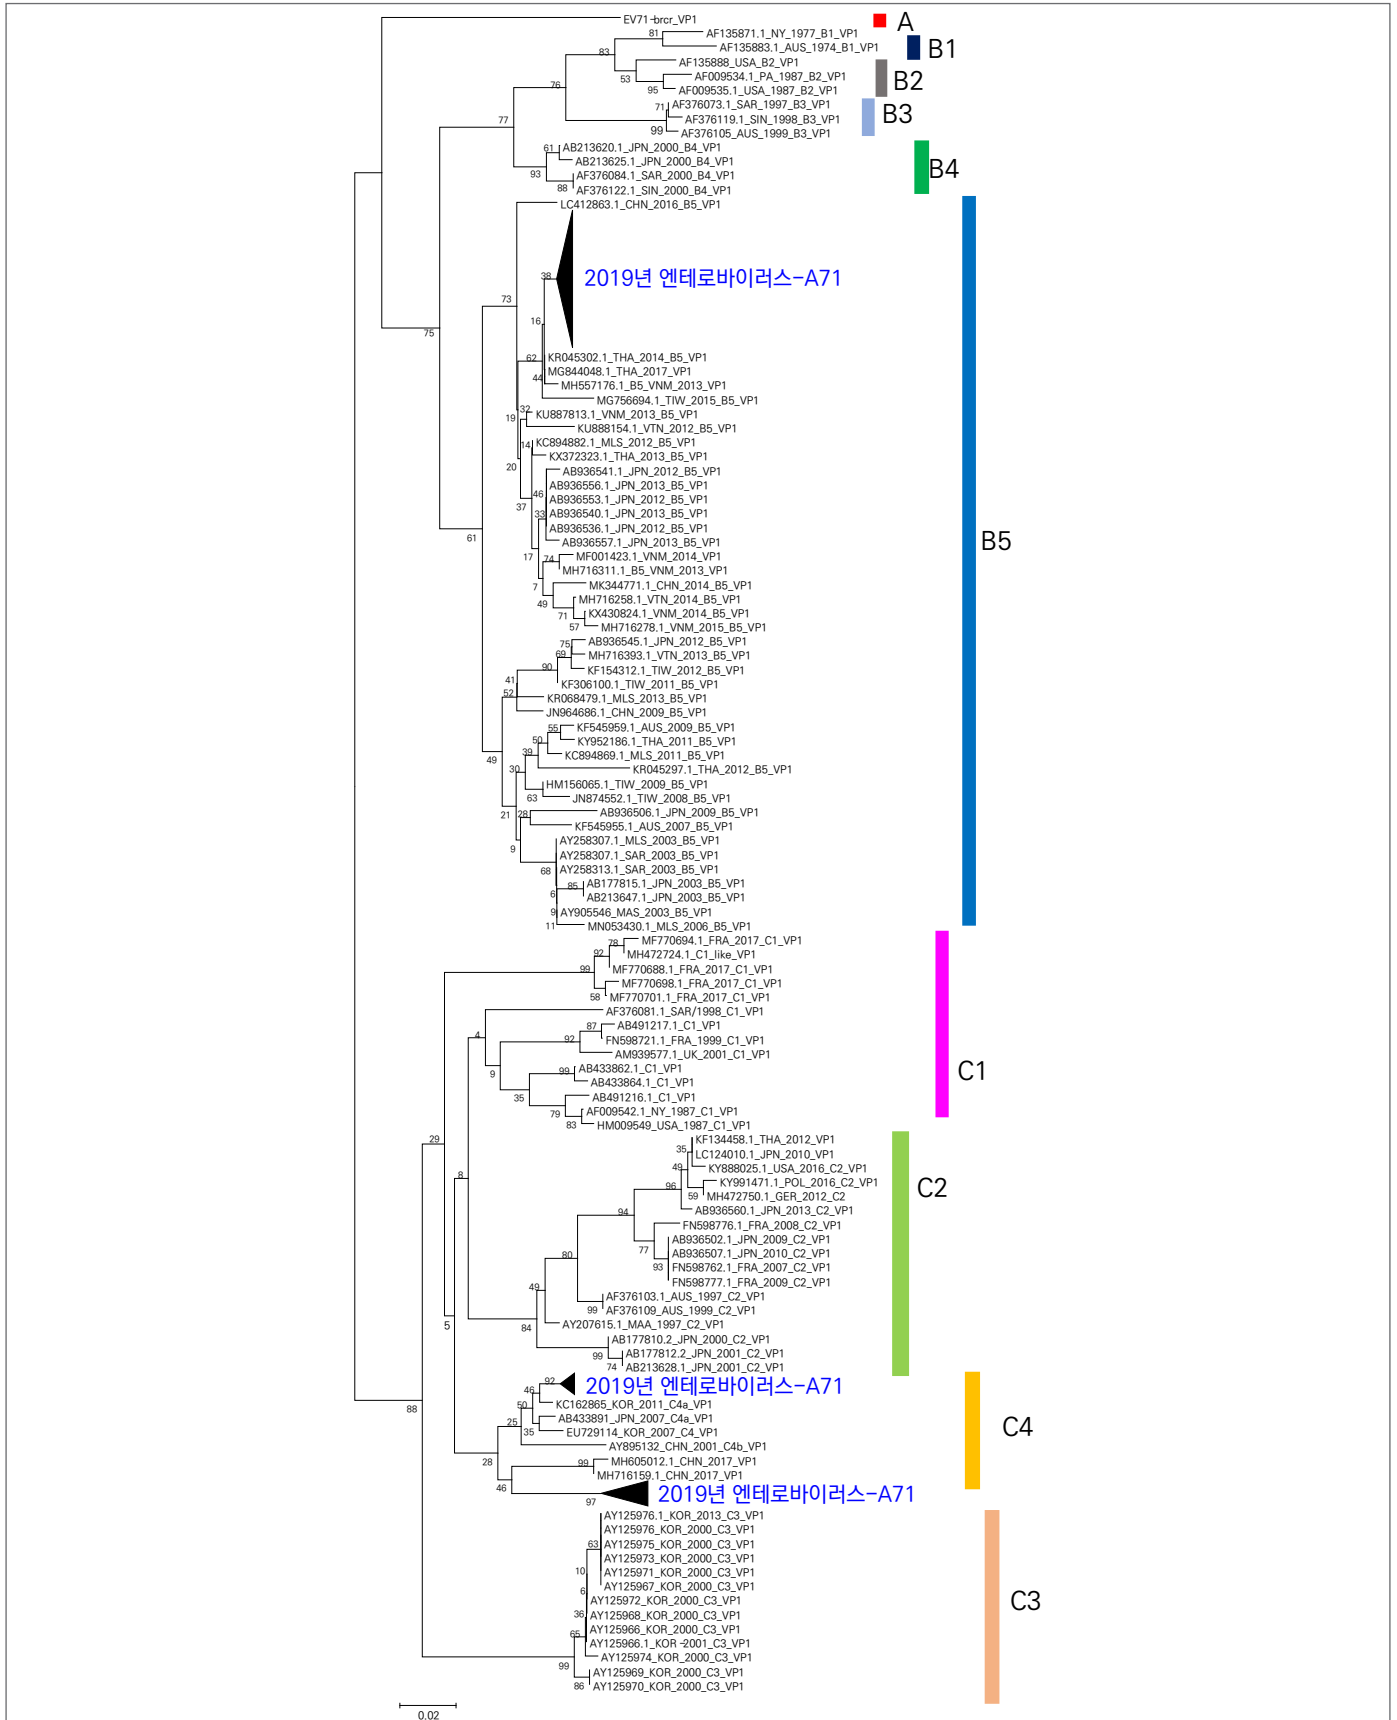 EV71-brcr_VP1
A
81
AF135871.1_NY_1977_B1_VP1
AF135883.1_AUS_1974_B1_VP1
B1
83
AF135888_USA_B2_VP1
53
AF009534.1_PA_1987_B2_VP1
95
AF009535.1_USA_1987_B2_VP1
B2
76
71
AF376073.1_SAR_1997_B3_VP1
AF376119.1_SIN_1998_B3_VP1
99
AF376105_AUS_1999_B3_VP1
B3
77
61
AB213620.1_JPN_2000_B4_VP1
AB213625.1_JPN_2000_B4_VP1
93
AF376084.1_SAR_2000_B4_VP1
88
AF376122.1_SIN_2000_B4_VP1
B4
LC412863.1_CHN_2016_B5_VP1
38
2019년 엔테로바이러스-A71
73
16
75
62
KR045302.1_THA_2014_B5_VP1
44
MG844048.1_THA_2017_VP1
MH557176.1_B5_VNM_2013_VP1
MG756694.1_TIW_2015_B5_VP1
19
32
KU887813.1_VNM_2013_B5_VP1
KU888154.1_VTN_2012_B5_VP1
14
KC894882.1_MLS_2012_B5_VP1
KX372323.1_THA_2013_B5_VP1
20
AB936541.1_JPN_2012_B5_VP1
AB936556.1_JPN_2013_B5_VP1
46
AB936553.1_JPN_2012_B5_VP1
37
33
AB936540.1_JPN_2013_B5_VP1
AB936536.1_JPN_2012_B5_VP1
61
AB936557.1_JPN_2013_B5_VP1
B5
17
74
MF001423.1_VNM_2014_VP1
MH716311.1_B5_VNM_2013_VP1
7
MK344771.1_CHN_2014_B5_VP1
49
MH716258.1_VTN_2014_B5_VP1
71
KX430824.1_VNM_2014_B5_VP1
57
MH716278.1_VNM_2015_B5_VP1
75
AB936545.1_JPN_2012_B5_VP1
69
MH716393.1_VTN_2013_B5_VP1
90
KF154312.1_TIW_2012_B5_VP1
41
KF306100.1_TIW_2011_B5_VP1
52
KR068479.1_MLS_2013_B5_VP1
JN964686.1_CHN_2009_B5_VP1
55
KF545959.1_AUS_2009_B5_VP1
50
KY952186.1_THA_2011_B5_VP1
39
KC894869.1_MLS_2011_B5_VP1
49
30
KR045297.1_THA_2012_B5_VP1
HM156065.1_TIW_2009_B5_VP1
63
JN874552.1_TIW_2008_B5_VP1
21
28
AB936506.1_JPN_2009_B5_VP1
KF545955.1_AUS_2007_B5_VP1
9
AY258307.1_MLS_2003_B5_VP1
AY258307.1_SAR_2003_B5_VP1
68
AY258313.1_SAR_2003_B5_VP1
85
AB177815.1_JPN_2003_B5_VP1
6
AB213647.1_JPN_2003_B5_VP1
9
AY905546_MAS_2003_B5_VP1
11
MN053430.1_MLS_2006_B5_VP1
78
MF770694.1_FRA_2017_C1_VP1
92
MH472724.1_C1_like_VP1
99
MF770688.1_FRA_2017_C1_VP1
MF770698.1_FRA_2017_C1_VP1
58
MF770701.1_FRA_2017_C1_VP1
AF376081.1_SAR/1998_C1_VP1
87
AB491217.1_C1_VP1
4
92
FN598721.1_FRA_1999_C1_VP1
AM939577.1_UK_2001_C1_VP1
9
99
AB433862.1_C1_VP1
AB433864.1_C1_VP1
C1
35
AB491216.1_C1_VP1
79
AF009542.1_NY_1987_C1_VP1
83
HM009549_USA_1987_C1_VP1
29
KF134458.1_THA_2012_VP1
35
LC124010.1_JPN_2010_VP1
49
KY888025.1_USA_2016_C2_VP1
8
96
KY991471.1_POL_2016_C2_VP1
59
MH472750.1_GER_2012_C2
C2
94
AB936560.1_JPN_2013_C2_VP1
FN598776.1_FRA_2008_C2_VP1
77
AB936502.1_JPN_2009_C2_VP1
80
AB936507.1_JPN_2010_C2_VP1
93
FN598762.1_FRA_2007_C2_VP1
49
FN598777.1_FRA_2009_C2_VP1
AF376103.1_AUS_1997_C2_VP1
99
AF376109_AUS_1999_C2_VP1
5
84
AY207615.1_MAA_1997_C2_VP1
AB177810.2_JPN_2000_C2_VP1
99
AB177812.2_JPN_2001_C2_VP1
74
AB213628.1_JPN_2001_C2_VP1
92
2019년 엔테로바이러스-A71
46
88
50
KC162865_KOR_2011_C4a_VP1
25
AB433891_JPN_2007_C4a_VP1
35
EU729114_KOR_2007_C4_VP1
C4
AY895132_CHN_2001_C4b_VP1
28
99
MH605012.1_CHN_2017_VP1
MH716159.1_CHN_2017_VP1
46
97
2019년 엔테로바이러스-A71
AY125976.1_KOR_2013_C3_VP1
AY125976_KOR_2000_C3_VP1
63
AY125975_KOR_2000_C3_VP1
AY125973_KOR_2000_C3_VP1
10
AY125971_KOR_2000_C3_VP1
6
AY125967_KOR_2000_C3_VP1
AY125972_KOR_2000_C3_VP1
C3
36
AY125968_KOR_2000_C3_VP1
65
AY125966_KOR_2000_C3_VP1
AY125966.1_KOR-2001_C3_VP1
AY125974_KOR_2000_C3_VP1
99
AY125969_KOR_2000_C3_VP1
86
AY125970_KOR_2000_C3_VP1
0.02